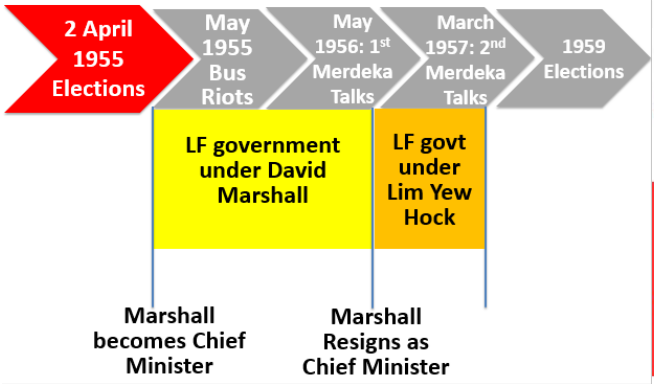 2 April
1955
Elections
May
1955
Bus
Riots
May
1956: 1st
Merdeka
Talks
March
1957: 2nd
Merdeka
Talks
1959
Elections
LF government
under David
Marshall
LF govt
under
Lim Yew
Hock
Marshall
becomes Chief
Minister
Marshall
Resigns as
Chief Minister